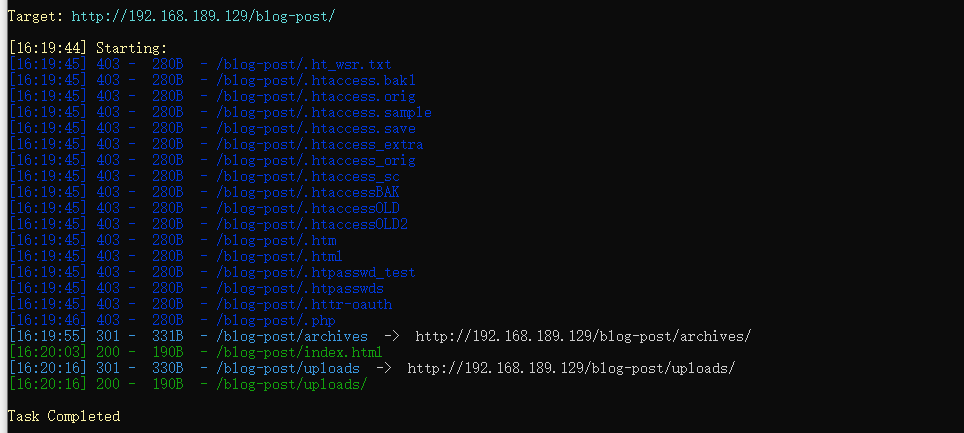 Target: http://192.168.189.129/blog-post/
[16:19:44] Starting:
[16:19:45] 403 - 280B - /blog-post/.ht_wsr.txt
[16:19:45] 403 - 280B - /blog-post/.htaccess.bak1
[16:19:45] 403 - 280B - /blog-post/.htaccess.orig
[16:19:45] 403 - 280B - /blog-post/.htaccess.sample
[16:19:45] 403 - 280B - /blog-post/.htaccess.save
[16:19:45] 403 - 280B - /blog-post/.htaccess_extra
[16:19:45] 403 - 280B - /blog-post/.htaccess_orig
[16:19:45] 403 - 280B - /blog-post/.htaccess_sc
[16:19:45] 403 - 280B - /blog-post/.htaccessBAK
[16:19:45] 403 - 280B - /blog-post/.htaccessOLD
[16:19:45] 403 - 280B - /blog-post/.htaccessOLD2
[16:19:45] 403 - 280B - /blog-post/.htm
[16:19:45] 403 - 280B - /blog-post/.html
[16:19:45] 403 - 280B - /blog-post/.htpasswd_test
[16:19:45] 403 - 280B - /blog-post/.htpasswds
[16:19:45] 403 - 280B - /blog-post/.httr-oauth
[16:19:46] 403 - 280B - /blog-post/.php
[16:19:55] 301 - 331B - /blog-post/archives -> http://192.168.189.129/blog-post/archives/
[16:20:03] 200 - 190B - /blog-post/index.html
[16:20:16] 301 - 330B - /blog-post/uploads -> http://192.168.189.129/blog-post/uploads/
[16:20:16] 200 - 190B - /blog-post/uploads/
Task Completed